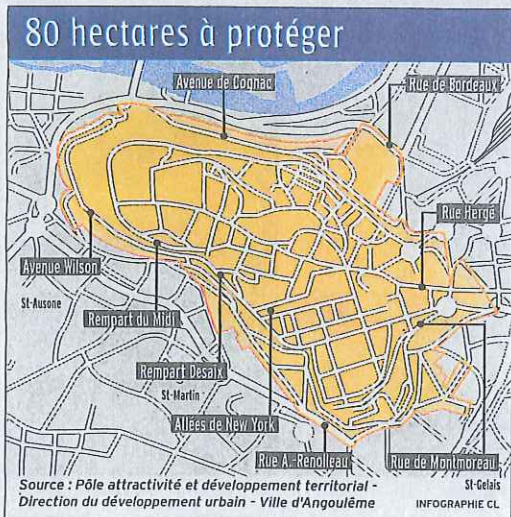 80 hectares à protéger
Avenue de Cognac
Rue de Bordeaux
Rue Hergé
Avenue Wilson
St-Ausone
Rempart du Midi
Rempart Desaix
St-Martin
Allées de New York
Rue A.-Renolleau
Rue de Montmoreau
St-Gelais
Source : Pôle attractivité et développement territorial -
Direction du développement urbain - Ville d'Angoulême
INFOGRAPHIE CL